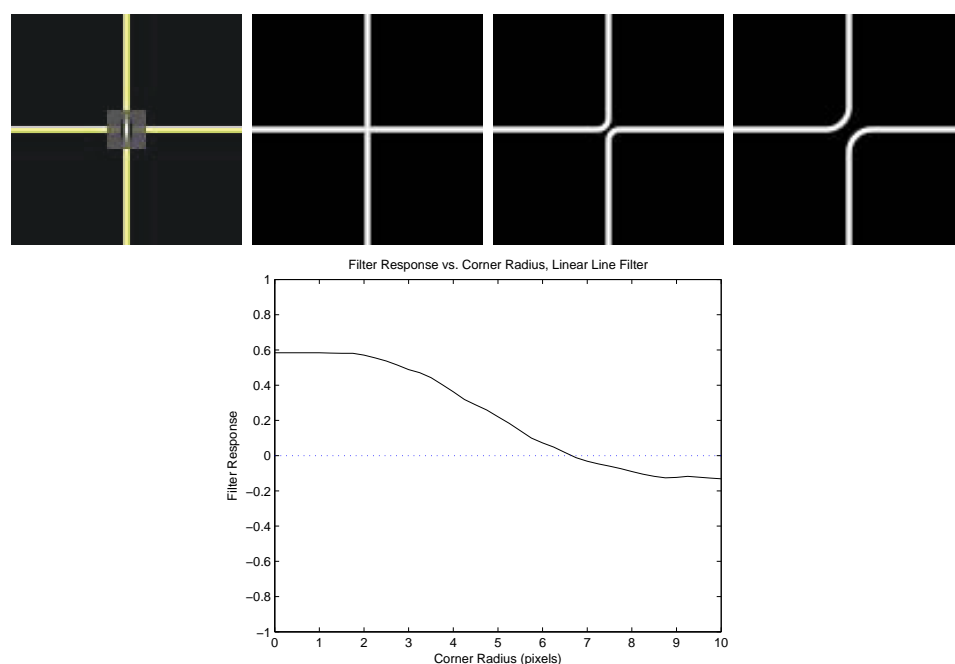 Filter Response vs. Corner Radius, Linear Line Filter
1
0.8
0.6
0.4
0.2
0
−0.2
−0.4
−0.6
−0.8
−1
Filter Response
0 1 2 3 4 5 6 7 8 9 10
Corner Radius (pixels)